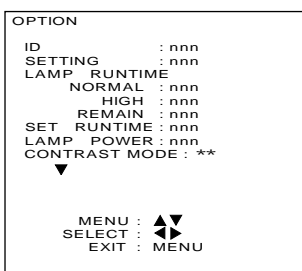 OPTION
ID : nnn
SETTING : nnn
LAMP RUNTIME
NORMAL : nnn
HIGH : nnn
REMAIN : nnn
SET RUNTIME : nnn
LAMP POWER : nnn
CONTRAST MODE : **
▼
MENU : ▲▼
SELECT : ◀▶
EXIT : MENU